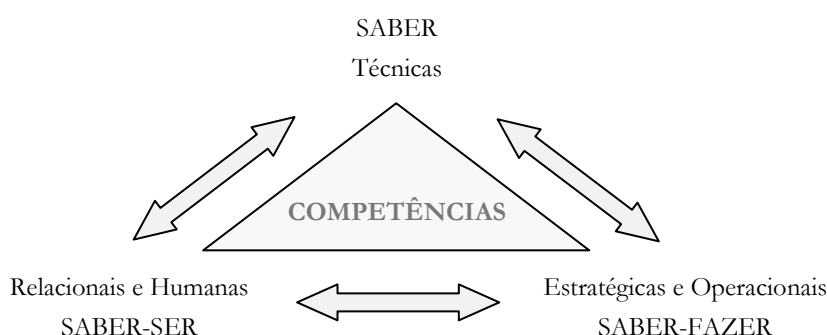 SABER
Técnicas
COMPETÊNCIAS
Relacionais e Humanas
SABER-SER
Estratégicas e Operacionais
SABER-FAZER